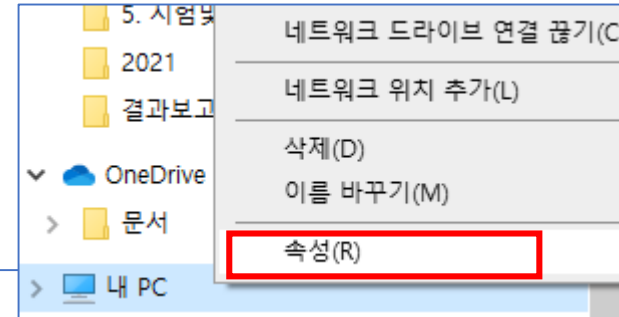 5. 시험및
2021
결과보고
OneDrive
문서
내 PC
네트워크 드라이브 연결 끊기(C
네트워크 위치 추가(L)
삭제(D)
이름 바꾸기(M)
속성(R)